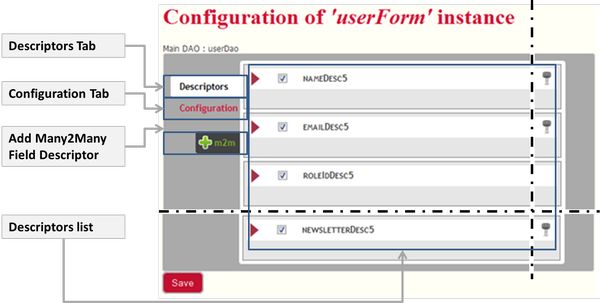 Configuration of 'userForm' instance
Descriptors Tab
Main DAO : userDao
Configuration Tab
Descriptors
NAMEDESC5
Configuration
Add Many2Many
Field Descriptor
m2m
EMAILDESC5
ROLEIDDESC5
Descriptors list
NEWSLETTERDESC5
Save